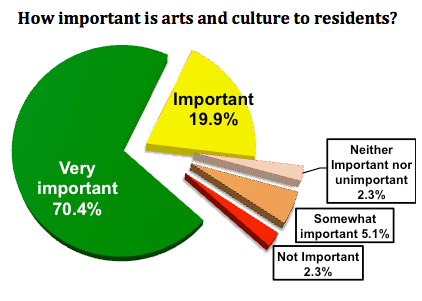 How important is arts and culture to residents?
Important
19.9%
Very
important
70.4%
Neither
Important nor
unimportant
2.3%
Somewhat
important 5.1%
Not Important
2.3%